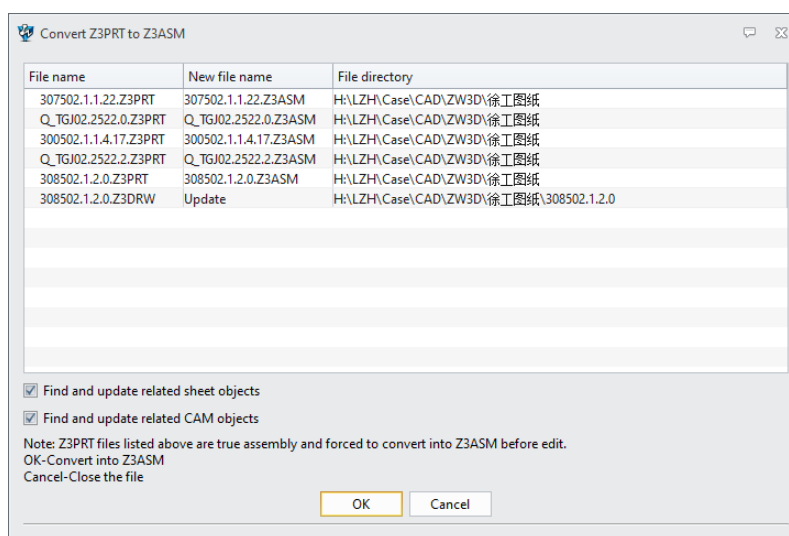 Convert Z3PRT to Z3ASM
File name New file name File directory
307502.1.1.22.Z3PRT 307502.1.1.22.Z3ASM H:\LZH\Case\CAD\ZW3D\徐工图纸
Q_TGJ02.2522.0.Z3PRT Q_TGJ02.2522.0.Z3ASM H:\LZH\Case\CAD\ZW3D\徐工图纸
300502.1.1.4.17.Z3PRT 300502.1.1.4.17.Z3ASM H:\LZH\Case\CAD\ZW3D\徐工图纸
Q_TGJ02.2522.2.Z3PRT Q_TGJ02.2522.2.Z3ASM H:\LZH\Case\CAD\ZW3D\徐工图纸
308502.1.2.0.Z3PRT 308502.1.2.0.Z3ASM H:\LZH\Case\CAD\ZW3D\徐工图纸
308502.1.2.0.Z3DRW Update H:\LZH\Case\CAD\ZW3D\徐工图纸\308502.1.2.0
Find and update related sheet objects
Find and update related CAM objects
Note: Z3PRT files listed above are true assembly and forced to convert into Z3ASM before edit.
OK-Convert into Z3ASM
Cancel-Close the file
OK Cancel